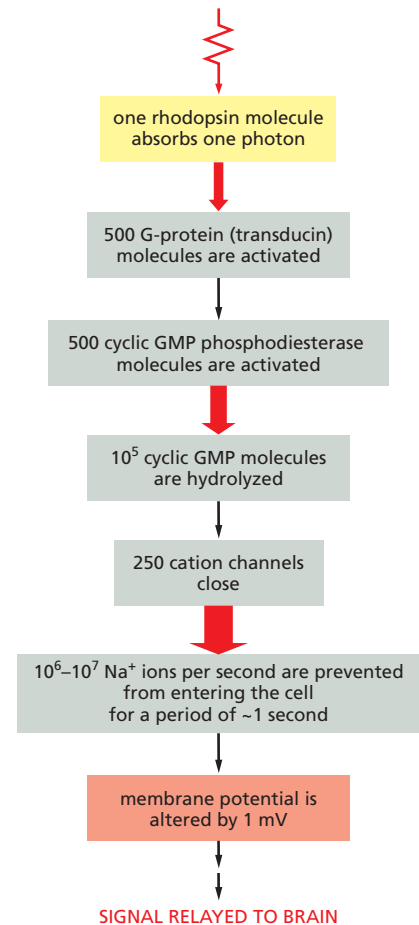 one rhodopsin molecule
absorbs one photon
500 G-protein (transducin)
molecules are activated
500 cyclic GMP phosphodiesterase
molecules are activated
10⁵ cyclic GMP molecules
are hydrolyzed
250 cation channels
close
10⁶–10⁷ Na⁺ ions per second are prevented
from entering the cell
for a period of ~1 second
membrane potential is
altered by 1 mV
SIGNAL RELAYED TO BRAIN